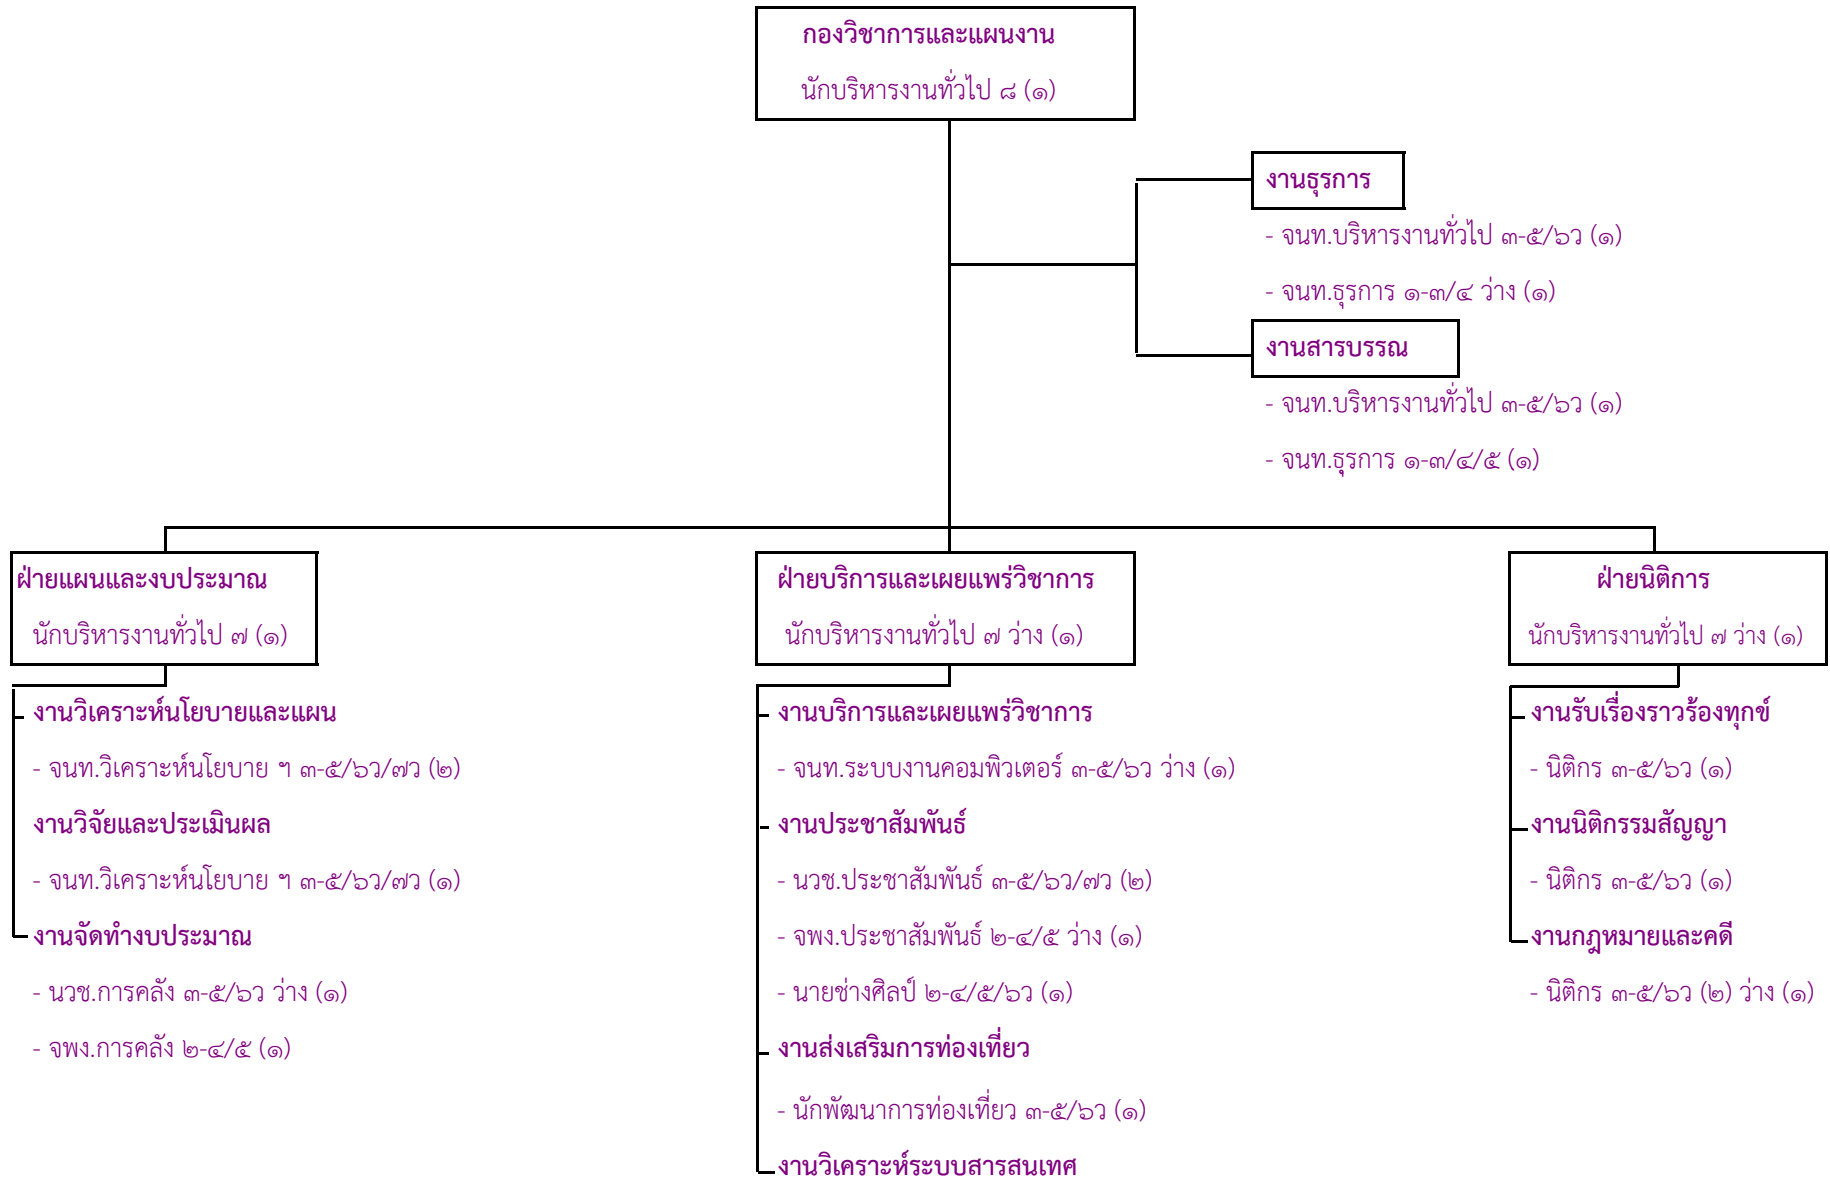 กองวิชาการและแผนงาน
นักบริหารงานทั่วไป ๘ (๑)
งานธุรการ
- จนท.บริหารงานทั่วไป ๓-๕/๖ว (๑)
- จนท.ธุรการ ๑-๓/๔ ว่าง (๑)
งานสารบรรณ
- จนท.บริหารงานทั่วไป ๓-๕/๖ว (๑)
- จนท.ธุรการ ๑-๓/๔/๕ (๑)
ฝ่ายแผนและงบประมาณ
นักบริหารงานทั่วไป ๗ (๑)
งานวิเคราะห์นโยบายและแผน
- จนท.วิเคราะห์นโยบาย ฯ ๓-๕/๖ว/๗ว (๒)
งานวิจัยและประเมินผล
- จนท.วิเคราะห์นโยบาย ฯ ๓-๕/๖ว/๗ว (๑)
งานจัดทำงบประมาณ
- นวช.การคลัง ๓-๕/๖ว ว่าง (๑)
- จพง.การคลัง ๒-๔/๕ (๑)
ฝ่ายบริการและเผยแพร่วิชาการ
นักบริหารงานทั่วไป ๗ ว่าง (๑)
งานบริการและเผยแพร่วิชาการ
- จนท.ระบบงานคอมพิวเตอร์ ๓-๕/๖ว ว่าง (๑)
งานประชาสัมพันธ์
- นวช.ประชาสัมพันธ์ ๓-๕/๖ว/๗ว (๒)
- จพง.ประชาสัมพันธ์ ๒-๔/๕ ว่าง (๑)
- นายช่างศิลป์ ๒-๔/๕/๖ว (๑)
งานส่งเสริมการท่องเที่ยว
- นักพัฒนาการท่องเที่ยว ๓-๕/๖ว (๑)
งานวิเคราะห์ระบบสารสนเทศ
ฝ่ายนิติการ
นักบริหารงานทั่วไป ๗ ว่าง (๑)
งานรับเรื่องราวร้องทุกข์
- นิติกร ๓-๕/๖ว (๑)
งานนิติกรรมสัญญา
- นิติกร ๓-๕/๖ว (๑)
งานกฎหมายและคดี
- นิติกร ๓-๕/๖ว (๒) ว่าง (๑)